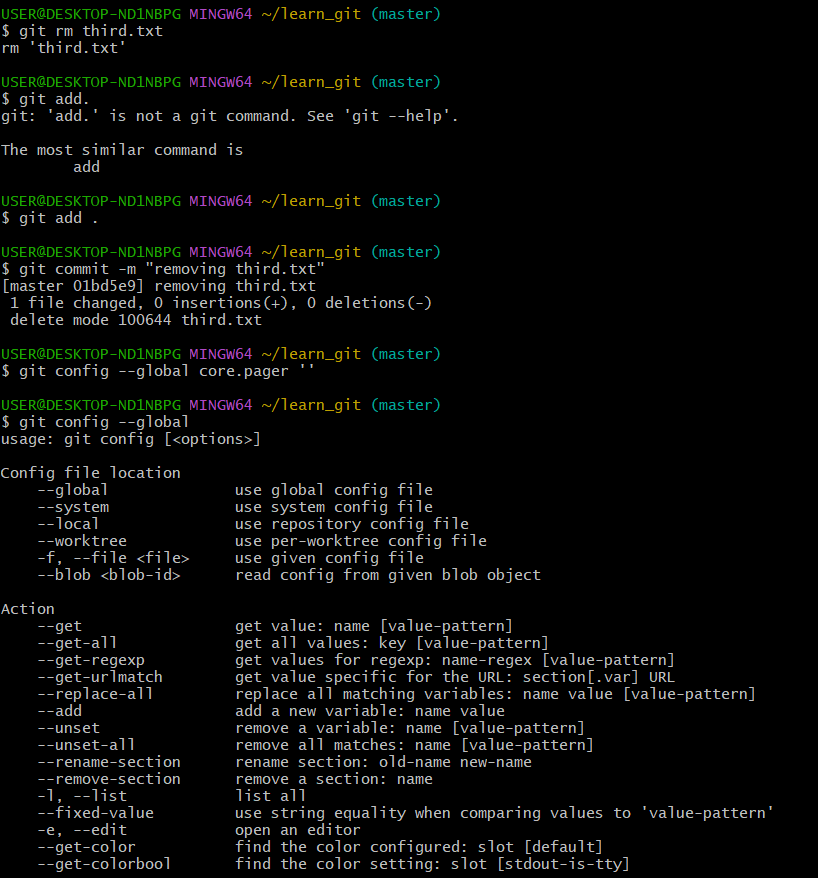 USER@DESKTOP-ND1NBPG MINGW64 ~/learn_git (master)
$ git rm third.txt
rm 'third.txt'
USER@DESKTOP-ND1NBPG MINGW64 ~/learn_git (master)
$ git add.
git: 'add.' is not a git command. See 'git --help'.
The most similar command is
        add
USER@DESKTOP-ND1NBPG MINGW64 ~/learn_git (master)
$ git add .
USER@DESKTOP-ND1NBPG MINGW64 ~/learn_git (master)
$ git commit -m "removing third.txt"
[master 01bd5e9] removing third.txt
 1 file changed, 0 insertions(+), 0 deletions(-)
 delete mode 100644 third.txt
USER@DESKTOP-ND1NBPG MINGW64 ~/learn_git (master)
$ git config --global core.pager ''
USER@DESKTOP-ND1NBPG MINGW64 ~/learn_git (master)
$ git config --global
usage: git config [<options>]
Config file location
    --global              use global config file
    --system              use system config file
    --local               use repository config file
    --worktree            use per-worktree config file
    -f, --file <file>     use given config file
    --blob <blob-id>      read config from given blob object
Action
    --get                 get value: name [value-pattern]
    --get-all             get all values: key [value-pattern]
    --get-regexp          get values for regexp: name-regex [value-pattern]
    --get-urlmatch        get value specific for the URL: section[.var] URL
    --replace-all         replace all matching variables: name value [value-pattern]
    --add                 add a new variable: name value
    --unset               remove a variable: name [value-pattern]
    --unset-all           remove all matches: name [value-pattern]
    --rename-section      rename section: old-name new-name
    --remove-section      remove a section: name
    -l, --list            list all
    --fixed-value         use string equality when comparing values to 'value-pattern'
    -e, --edit            open an editor
    --get-color           find the color configured: slot [default]
    --get-colorbool       find the color setting: slot [stdout-is-tty]